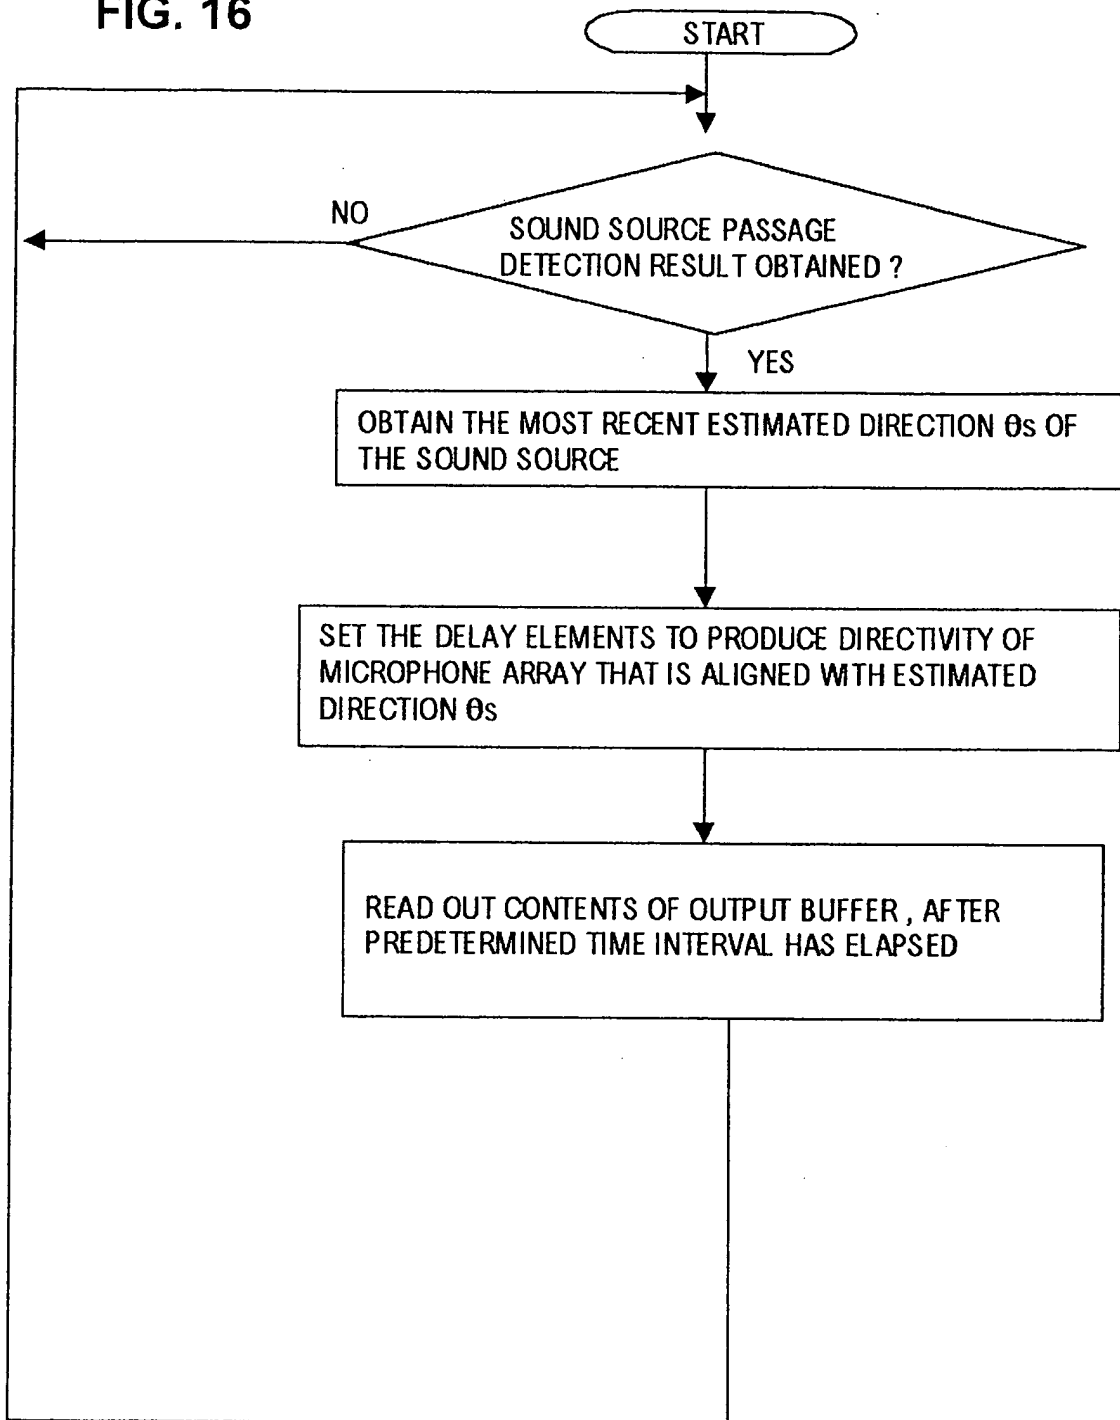 FIG. 16
START
NO
SOUND SOURCE PASSAGE
DETECTION RESULT OBTAINED ?
YES
OBTAIN THE MOST RECENT ESTIMATED DIRECTION θs OF
THE SOUND SOURCE
SET THE DELAY ELEMENTS TO PRODUCE DIRECTIVITY OF
MICROPHONE ARRAY THAT IS ALIGNED WITH ESTIMATED
DIRECTION θs
READ OUT CONTENTS OF OUTPUT BUFFER , AFTER
PREDETERMINED TIME INTERVAL HAS ELAPSED